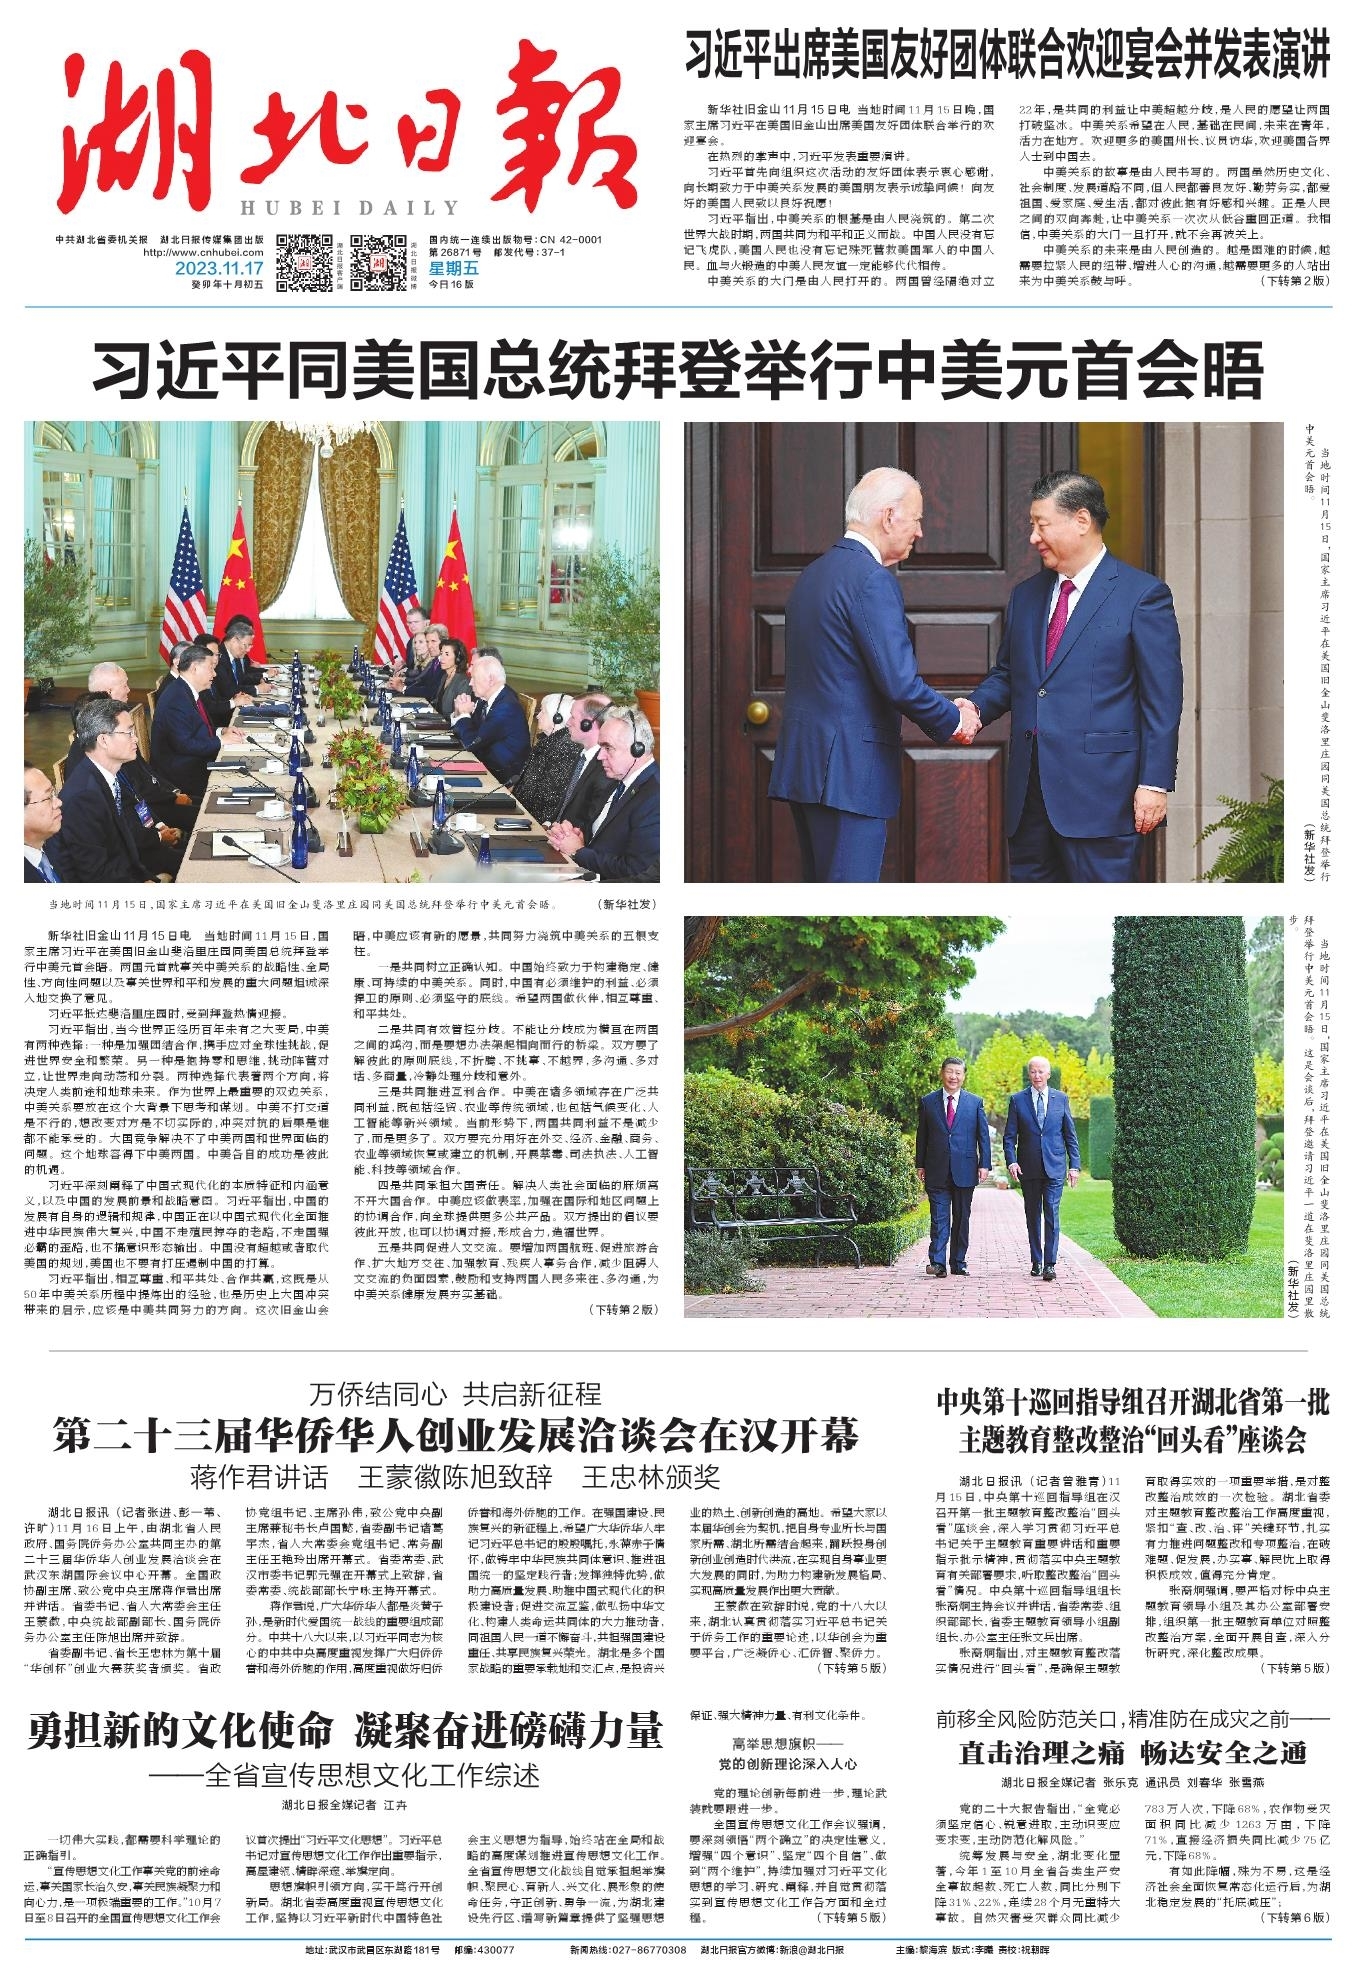 湖北日報
HUBEI DAILY
中共湖北省委机关报 湖北日报传媒集团出版
http://www.cnhubei.com
2023.11.17
癸卯年十月初五
湖北日报客户端
湖北日报微博
国内统一连续出版物号:CN 42-0001
第26871号 邮发代号:37-1
星期五
今日16版
习近平出席美国友好团体联合欢迎宴会并发表演讲
新华社旧金山11月15日电 当地时间11月15日晚,国
家主席习近平在美国旧金山出席美国友好团体联合举行的欢
迎宴会。
在热烈的掌声中,习近平发表重要演讲。
习近平首先向组织这次活动的友好团体表示衷心感谢,
向长期致力于中美关系发展的美国朋友表示诚挚问候!向友
好的美国人民致以良好祝愿!
习近平指出,中美关系的根基是由人民浇筑的。第二次
世界大战时期,两国共同为和平和正义而战。中国人民没有忘
记飞虎队,美国人民也没有忘记殊死营救美国军人的中国人
民。血与火锻造的中美人民友谊一定能够代代相传。
中美关系的大门是由人民打开的。两国曾经隔绝对立
22年,是共同的利益让中美超越分歧,是人民的愿望让两国
打破坚冰。中美关系希望在人民,基础在民间,未来在青年,
活力在地方。欢迎更多的美国州长、议员访华,欢迎美国各界
人士到中国去。
中美关系的故事是由人民书写的。两国虽然历史文化、
社会制度、发展道路不同,但人民都善良友好、勤劳务实,都爱
祖国、爱家庭、爱生活,都对彼此抱有好感和兴趣。正是人民
之间的双向奔赴,让中美关系一次次从低谷重回正道。我相
信,中美关系的大门一旦打开,就不会再被关上。
中美关系的未来是由人民创造的。越是困难的时候,越
需要拉紧人民的纽带、增进人心的沟通,越需要更多的人站出
来为中美关系鼓与呼。 (下转第2版)
习近平同美国总统拜登举行中美元首会晤
当地时间11月15日,国家主席习近平在美国旧金山斐洛里庄园同美国总统拜登举行
中美元首会晤。 (新华社发)
当地时间11月15日,国家主席习近平在美国旧金山斐洛里庄园同美国总统拜登举行中美元首会晤。 (新华社发)
新华社旧金山11月15日电 当地时间11月15日,国
家主席习近平在美国旧金山斐洛里庄园同美国总统拜登举
行中美元首会晤。两国元首就事关中美关系的战略性、全局
性、方向性问题以及事关世界和平和发展的重大问题坦诚深
入地交换了意见。
习近平抵达斐洛里庄园时,受到拜登热情迎接。
习近平指出,当今世界正经历百年未有之大变局,中美
有两种选择:一种是加强团结合作,携手应对全球性挑战,促
进世界安全和繁荣。另一种是抱持零和思维,挑动阵营对
立,让世界走向动荡和分裂。两种选择代表着两个方向,将
决定人类前途和地球未来。作为世界上最重要的双边关系,
中美关系要放在这个大背景下思考和谋划。中美不打交道
是不行的,想改变对方是不切实际的,冲突对抗的后果是谁
都不能承受的。大国竞争解决不了中美两国和世界面临的
问题。这个地球容得下中美两国。中美各自的成功是彼此
的机遇。
习近平深刻阐释了中国式现代化的本质特征和内涵意
义,以及中国的发展前景和战略意图。习近平指出,中国的
发展有自身的逻辑和规律,中国正在以中国式现代化全面推
进中华民族伟大复兴,中国不走殖民掠夺的老路,不走国强
必霸的歪路,也不搞意识形态输出。中国没有超越或者取代
美国的规划,美国也不要有打压遏制中国的打算。
习近平指出,相互尊重、和平共处、合作共赢,这既是从
50年中美关系历程中提炼出的经验,也是历史上大国冲突
带来的启示,应该是中美共同努力的方向。这次旧金山会
晤,中美应该有新的愿景,共同努力浇筑中美关系的五根支
柱。
一是共同树立正确认知。中国始终致力于构建稳定、健
康、可持续的中美关系。同时,中国有必须维护的利益、必须
捍卫的原则、必须坚守的底线。希望两国做伙伴,相互尊重、
和平共处。
二是共同有效管控分歧。不能让分歧成为横亘在两国
之间的鸿沟,而是要想办法架起相向而行的桥梁。双方要了
解彼此的原则底线,不折腾、不挑事、不越界,多沟通、多对
话、多商量,冷静处理分歧和意外。
三是共同推进互利合作。中美在诸多领域存在广泛共
同利益,既包括经贸、农业等传统领域,也包括气候变化、人
工智能等新兴领域。当前形势下,两国共同利益不是减少
了,而是更多了。双方要充分用好在外交、经济、金融、商务、
农业等领域恢复或建立的机制,开展禁毒、司法执法、人工智
能、科技等领域合作。
四是共同承担大国责任。解决人类社会面临的麻烦离
不开大国合作。中美应该做表率,加强在国际和地区问题上
的协调合作,向全球提供更多公共产品。双方提出的倡议要
彼此开放,也可以协调对接,形成合力,造福世界。
五是共同促进人文交流。要增加两国航班、促进旅游合
作、扩大地方交往、加强教育、残疾人事务合作,减少阻碍人
文交流的负面因素,鼓励和支持两国人民多来往、多沟通,为
中美关系健康发展夯实基础。
(下转第2版)
当地时间11月15日,国家主席习近平在美国旧金山斐洛里庄园同美国总统
拜登举行中美元首会晤。这是会谈后,拜登邀请习近平一道在斐洛里庄园里散
步。 (新华社发)
万侨结同心 共启新征程
第二十三届华侨华人创业发展洽谈会在汉开幕
蒋作君讲话 王蒙徽陈旭致辞 王忠林颁奖
湖北日报讯(记者张进、彭一苇、
许旷)11月16日上午,由湖北省人民
政府、国务院侨务办公室共同主办的第
二十三届华侨华人创业发展洽谈会在
武汉东湖国际会议中心开幕。全国政
协副主席、致公党中央主席蒋作君出席
并讲话。省委书记、省人大常委会主任
王蒙徽,中央统战部副部长、国务院侨
务办公室主任陈旭出席并致辞。
省委副书记、省长王忠林为第十届
“华创杯”创业大赛获奖者颁奖。省政
协党组书记、主席孙伟,致公党中央副
主席兼秘书长卢国懿,省委副书记诸葛
宇杰,省人大常委会党组书记、常务副
主任王艳玲出席开幕式。省委常委、武
汉市委书记郭元强在开幕式上致辞,省
委常委、统战部部长宁咏主持开幕式。
蒋作君说,广大华侨华人都是炎黄子
孙,是新时代爱国统一战线的重要组成部
分。中共十八大以来,以习近平同志为核
心的中共中央高度重视发挥广大归侨侨
眷和海外侨胞的作用,高度重视做好归侨
侨眷和海外侨胞的工作。在强国建设、民
族复兴的新征程上,希望广大华侨华人牢
记习近平总书记的殷殷嘱托,永葆赤子情
怀,做铸牢中华民族共同体意识、推进祖
国统一的坚定践行者;发挥独特优势,做
助力高质量发展、助推中国式现代化的积
极建设者;促进交流互鉴,做弘扬中华文
化、构建人类命运共同体的大力推动者,
同祖国人民一道不懈奋斗,共担强国建设
重任、共享民族复兴荣光。湖北是多个国
家战略的重要承载地和交汇点,是投资兴
业的热土、创新创造的高地。希望大家以
本届华创会为契机,把自身专业所长与国
家所需、湖北所需结合起来,踊跃投身创
新创业创造时代洪流,在实现自身事业更
大发展的同时,为助力构建新发展格局、
实现高质量发展作出更大贡献。
王蒙徽在致辞时说,党的十八大以
来,湖北认真贯彻落实习近平总书记关
于侨务工作的重要论述,以华创会为重
要平台,广泛凝侨心、汇侨智、聚侨力。
(下转第5版)
中央第十巡回指导组召开湖北省第一批
主题教育整改整治“回头看”座谈会
湖北日报讯(记者曾雅青)11
月15日,中央第十巡回指导组在汉
召开第一批主题教育整改整治“回头
看”座谈会,深入学习贯彻习近平总
书记关于主题教育重要讲话和重要
指示批示精神,贯彻落实中央主题教
育有关部署要求,听取整改整治“回头
看”情况。中央第十巡回指导组组长
张裔炯主持会议并讲话,省委常委、组
织部部长,省委主题教育领导小组副
组长、办公室主任张文兵出席。
张裔炯指出,对主题教育整改落
实情况进行“回头看”,是确保主题教
育取得实效的一项重要举措,是对整
改整治成效的一次检验。湖北省委
对主题教育整改整治工作高度重视,
紧扣“查、改、治、评”关键环节,扎实
有力推进问题整改和专项整治,在破
难题、促发展、办实事、解民忧上取得
积极成效,值得充分肯定。
张裔炯强调,要严格对标中央主
题教育领导小组及其办公室部署安
排,组织第一批主题教育单位对照整
改整治方案,全面开展自查,深入分
析研究,深化整改成果。
(下转第5版)
勇担新的文化使命 凝聚奋进磅礴力量
——全省宣传思想文化工作综述
湖北日报全媒记者 江卉
一切伟大实践,都需要科学理论的
正确指引。
“宣传思想文化工作事关党的前途命
运,事关国家长治久安,事关民族凝聚力和
向心力,是一项极端重要的工作。”10月7
日至8日召开的全国宣传思想文化工作会
议首次提出“习近平文化思想”。习近平总
书记对宣传思想文化工作作出重要指示,
高屋建瓴、精辟深邃、举旗定向。
思想旗帜引领方向,实干笃行开创
新局。湖北省委高度重视宣传思想文化
工作,坚持以习近平新时代中国特色社
会主义思想为指导,始终站在全局和战
略的高度谋划推进宣传思想文化工作。
全省宣传思想文化战线自觉承担起举旗
帜、聚民心、育新人、兴文化、展形象的使
命任务,守正创新、勇争一流,为湖北建
设先行区、谱写新篇章提供了坚强思想
保证、强大精神力量、有利文化条件。
高举思想旗帜——
党的创新理论深入人心
党的理论创新每前进一步,理论武
装就要跟进一步。
全国宣传思想文化工作会议强调,
要深刻领悟“两个确立”的决定性意义,
增强“四个意识”、坚定“四个自信”、做
到“两个维护”,持续加强对习近平文化
思想的学习、研究、阐释,并自觉贯彻落
实到宣传思想文化工作各方面和全过
程。 (下转第5版)
前移全风险防范关口,精准防在成灾之前——
直击治理之痛 畅达安全之通
湖北日报全媒记者 张乐克 通讯员 刘春华 张雪燕
党的二十大报告指出,“全党必
须坚定信心、锐意进取,主动识变应
变求变,主动防范化解风险。”
统筹发展与安全,湖北变化显
著,今年1至10月全省各类生产安
全事故起数、死亡人数,同比分别下
降31%、22%,连续28个月无重特大
事故。自然灾害受灾群众同比减少
783万人次,下降68%,农作物受灾
面积同比减少1263万亩,下降
71%,直接经济损失同比减少75亿
元,下降68%。
有如此降幅,殊为不易,这是经
济社会全面恢复常态化运行后,为湖
北稳定发展的“托底减压”;
(下转第6版)
地址:武汉市武昌区东湖路181号 邮编:430077 新闻热线:027-86770308 湖北日报官方微博:新浪@湖北日报 主编:黎海滨 版式:李曦 责校:祝朝晖